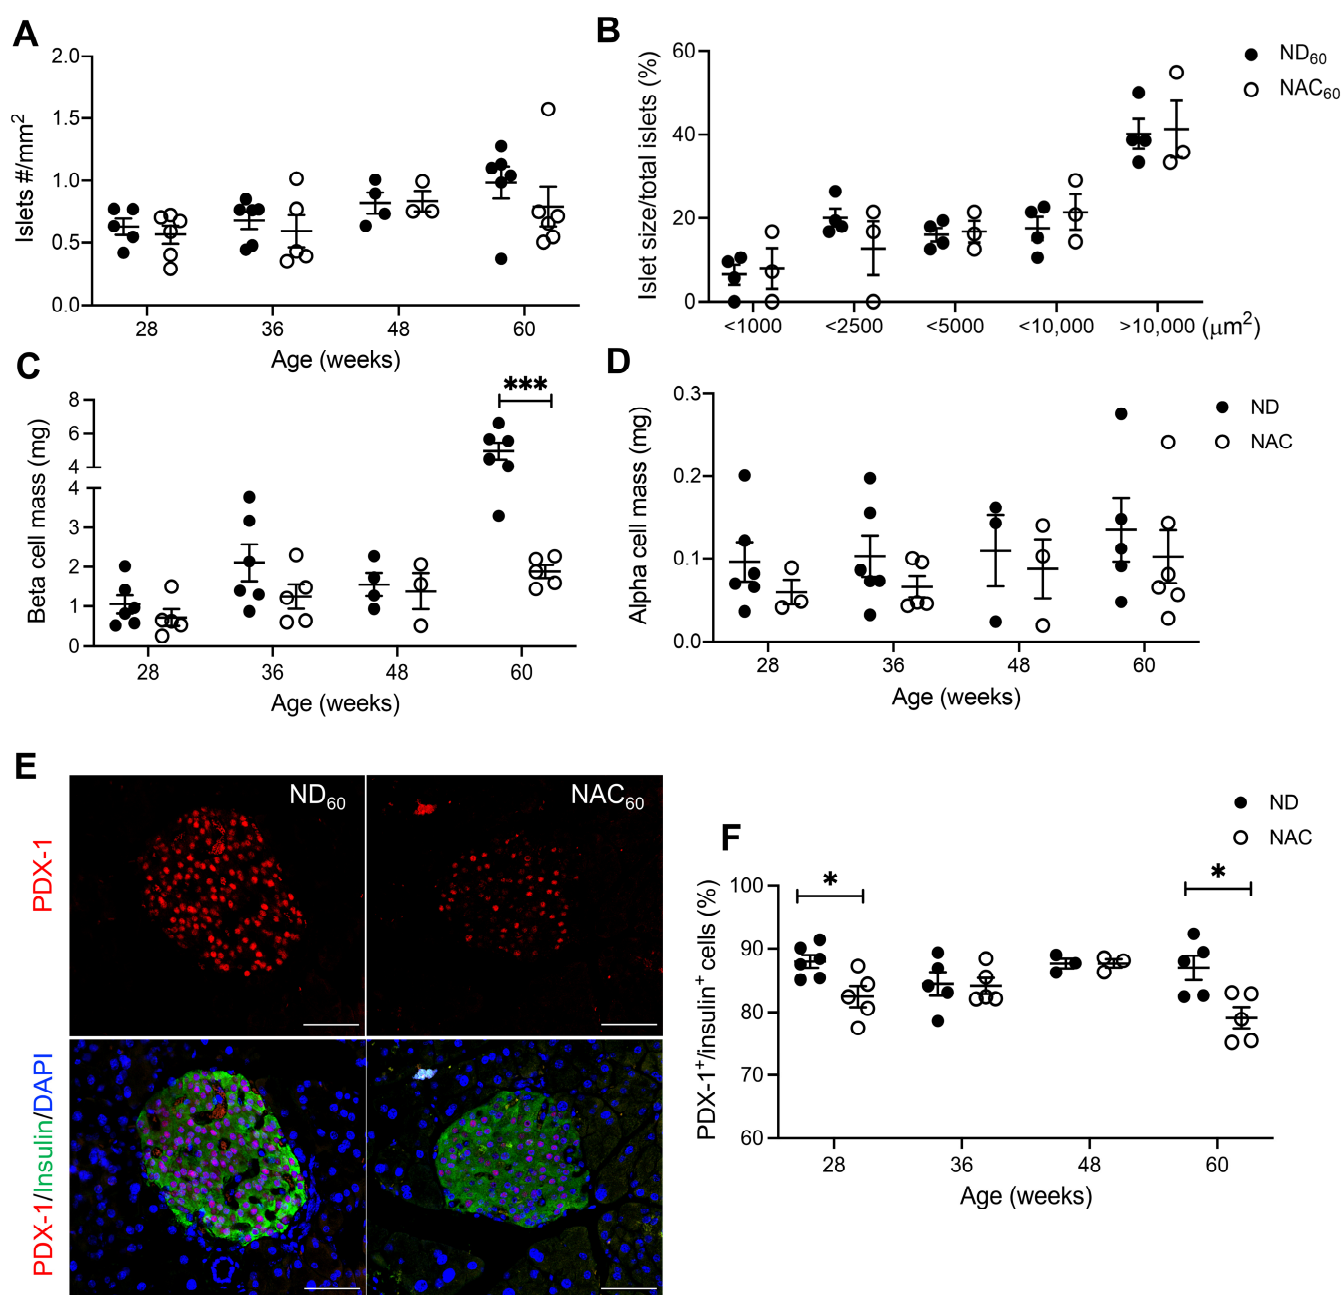 A
Islets #/mm²
2.0
1.5
1.0
0.5
0.0
28 36 48 60
Age (weeks)
B
Islet size/total islets (%)
60
40
20
0
<1000 <2500 <5000 <10,000 >10,000 (μm²)
ND₆₀
NAC₆₀
C
Beta cell mass (mg)
8
6
4
4
3
2
1
0
***
28 36 48 60
Age (weeks)
D
Alpha cell mass (mg)
0.3
0.2
0.1
0.0
28 36 48 60
Age (weeks)
ND
NAC
E
PDX-1
ND₆₀
NAC₆₀
PDX-1/Insulin/DAPI
F
PDX-1⁺/insulin⁺ cells (%)
100
90
80
70
60
*
*
28 36 48 60
Age (weeks)
ND
NAC